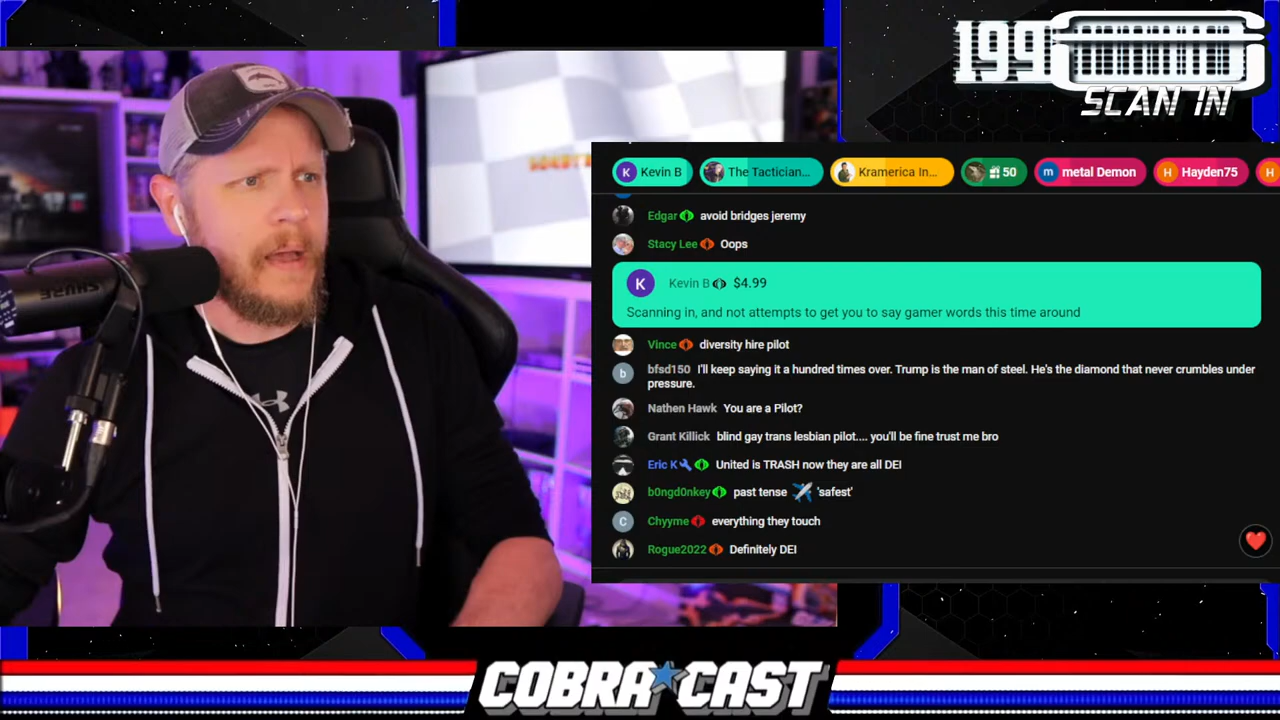 199
SCAN IN
K Kevin B
The Tactician...
Kramerica In...
50
m metal Demon
H Hayden75
H
Edgar avoid bridges jeremy
Stacy Lee Oops
K Kevin B $4.99
Scanning in, and not attempts to get you to say gamer words this time around
Vince diversity hire pilot
b bfsd150 I'll keep saying it a hundred times over. Trump is the man of steel. He's the diamond that never crumbles under
pressure.
Nathen Hawk You are a Pilot?
Grant Killick blind gay trans lesbian pilot.... you'll be fine trust me bro
Eric K United is TRASH now they are all DEI
b0ngd0nkey past tense ✈️ 'safest'
C Chyyme everything they touch
Rogue2022 Definitely DEI
SHURE
COBRA CAST